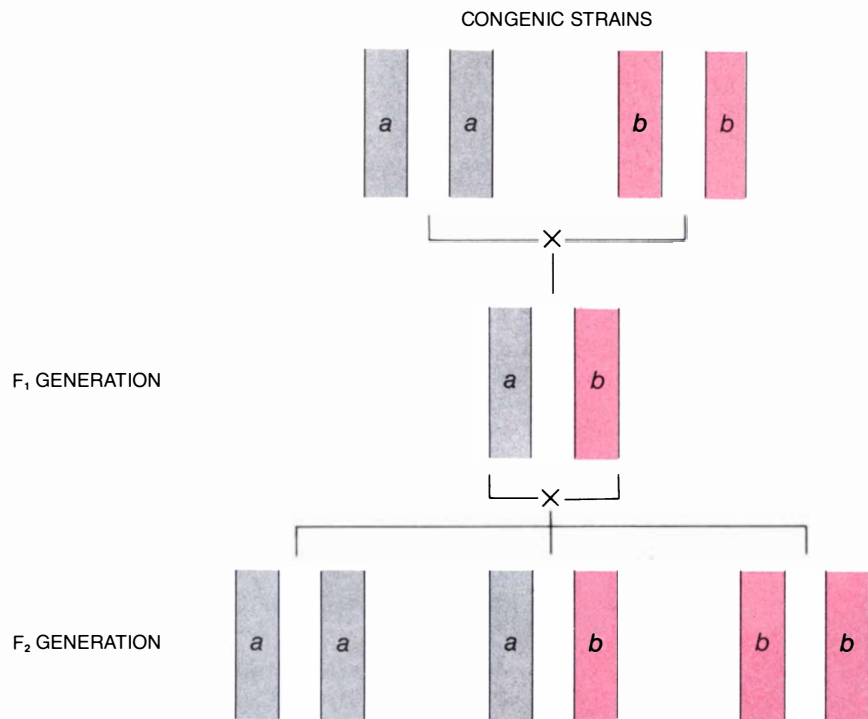 CONGENIC STRAINS
a a b b
×
F₁ GENERATION a b
×
F₂ GENERATION a a a b b b